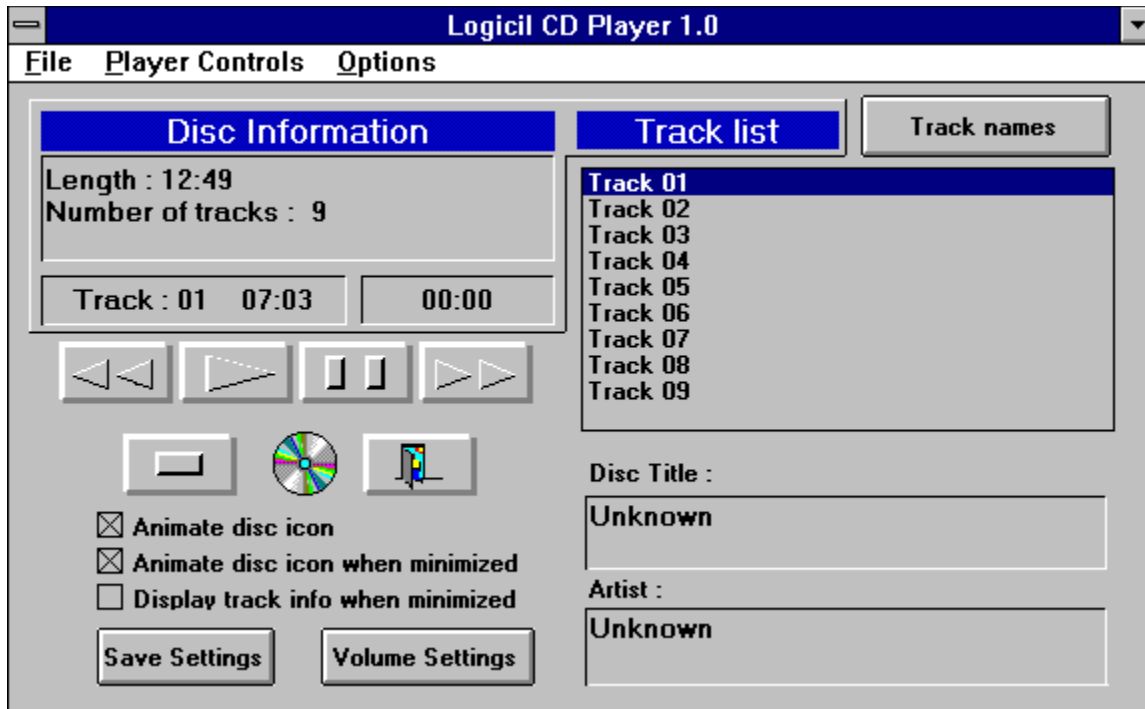 Logicil CD Player 1.0
File Player Controls Options
Disc Information
Track list
Track names
Length : 12:49
Number of tracks : 9
Track : 01 07:03
00:00
Track 01
Track 02
Track 03
Track 04
Track 05
Track 06
Track 07
Track 08
Track 09
Animate disc icon
Animate disc icon when minimized
Display track info when minimized
Save Settings
Volume Settings
Disc Title :
Unknown
Artist :
Unknown